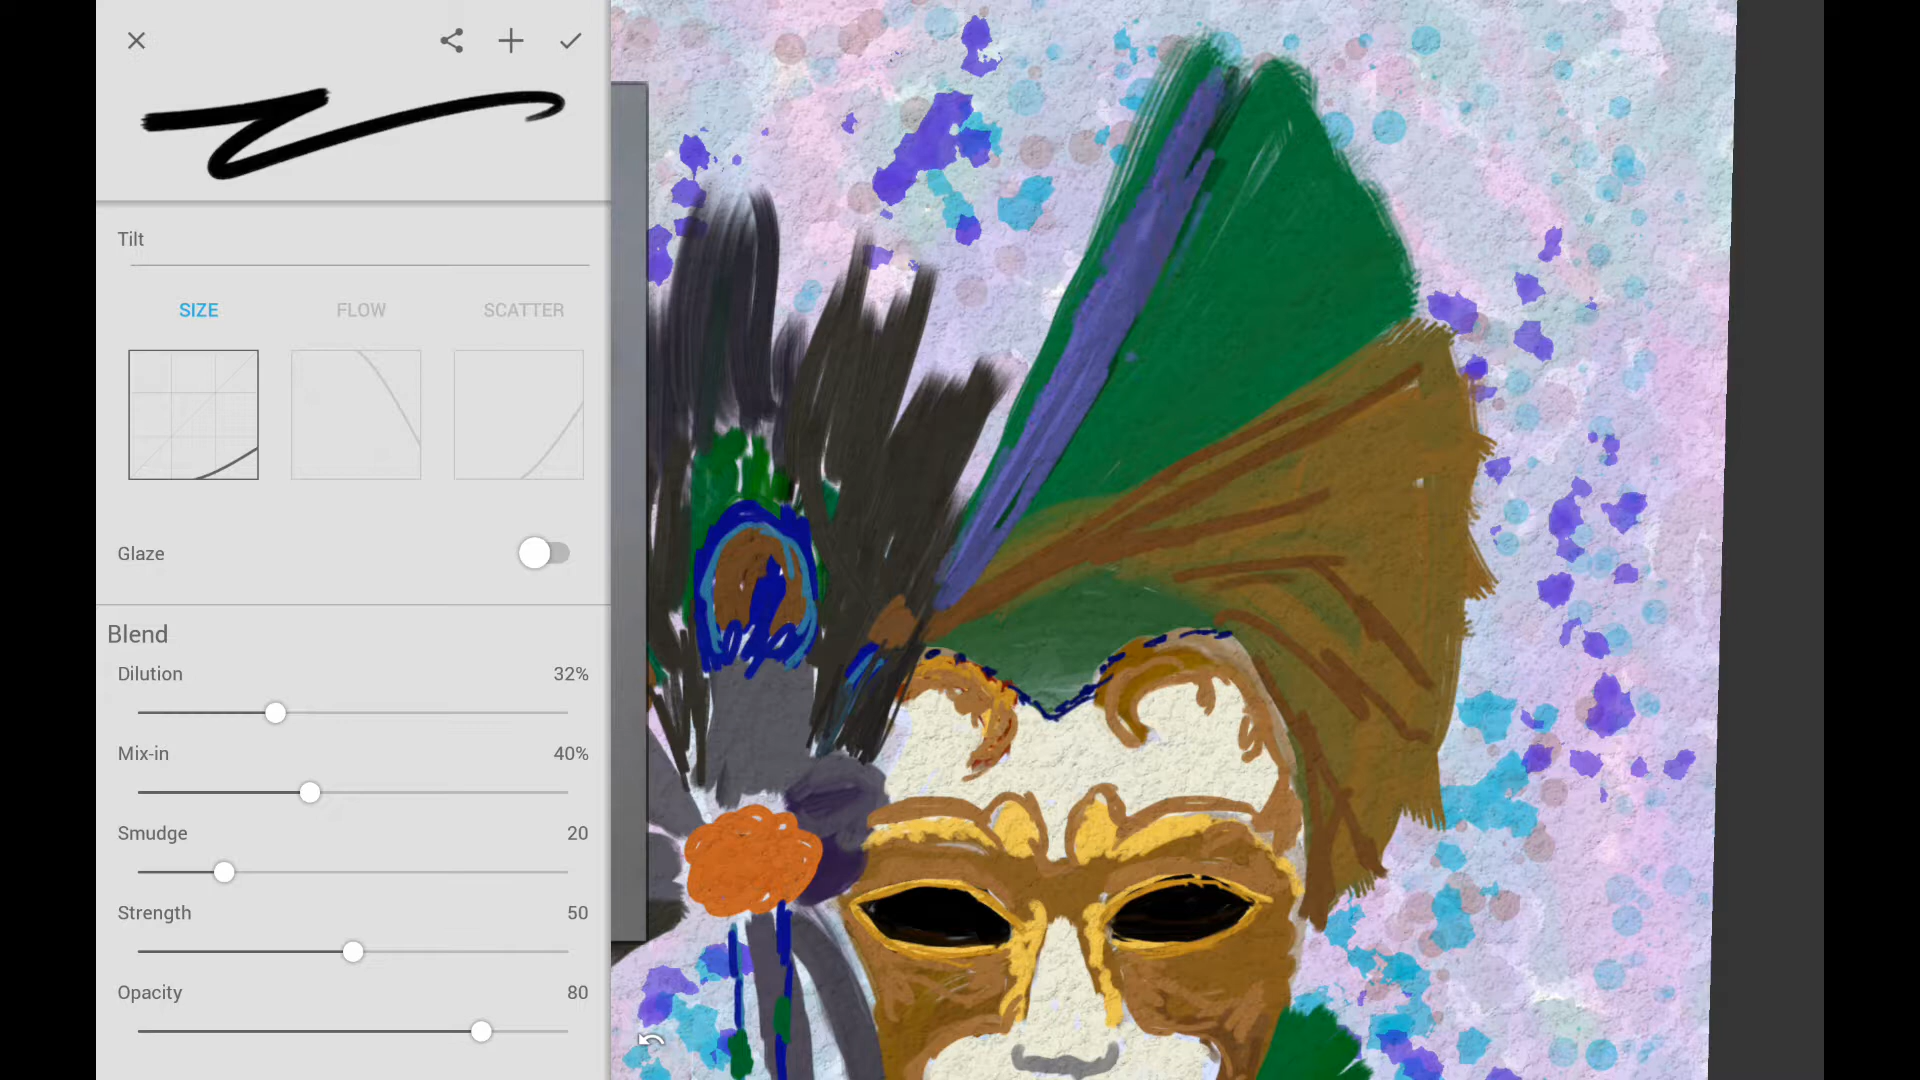 Tilt
SIZE FLOW SCATTER
Glaze
Blend
Dilution 32%
Mix-in 40%
Smudge 20
Strength 50
Opacity 80